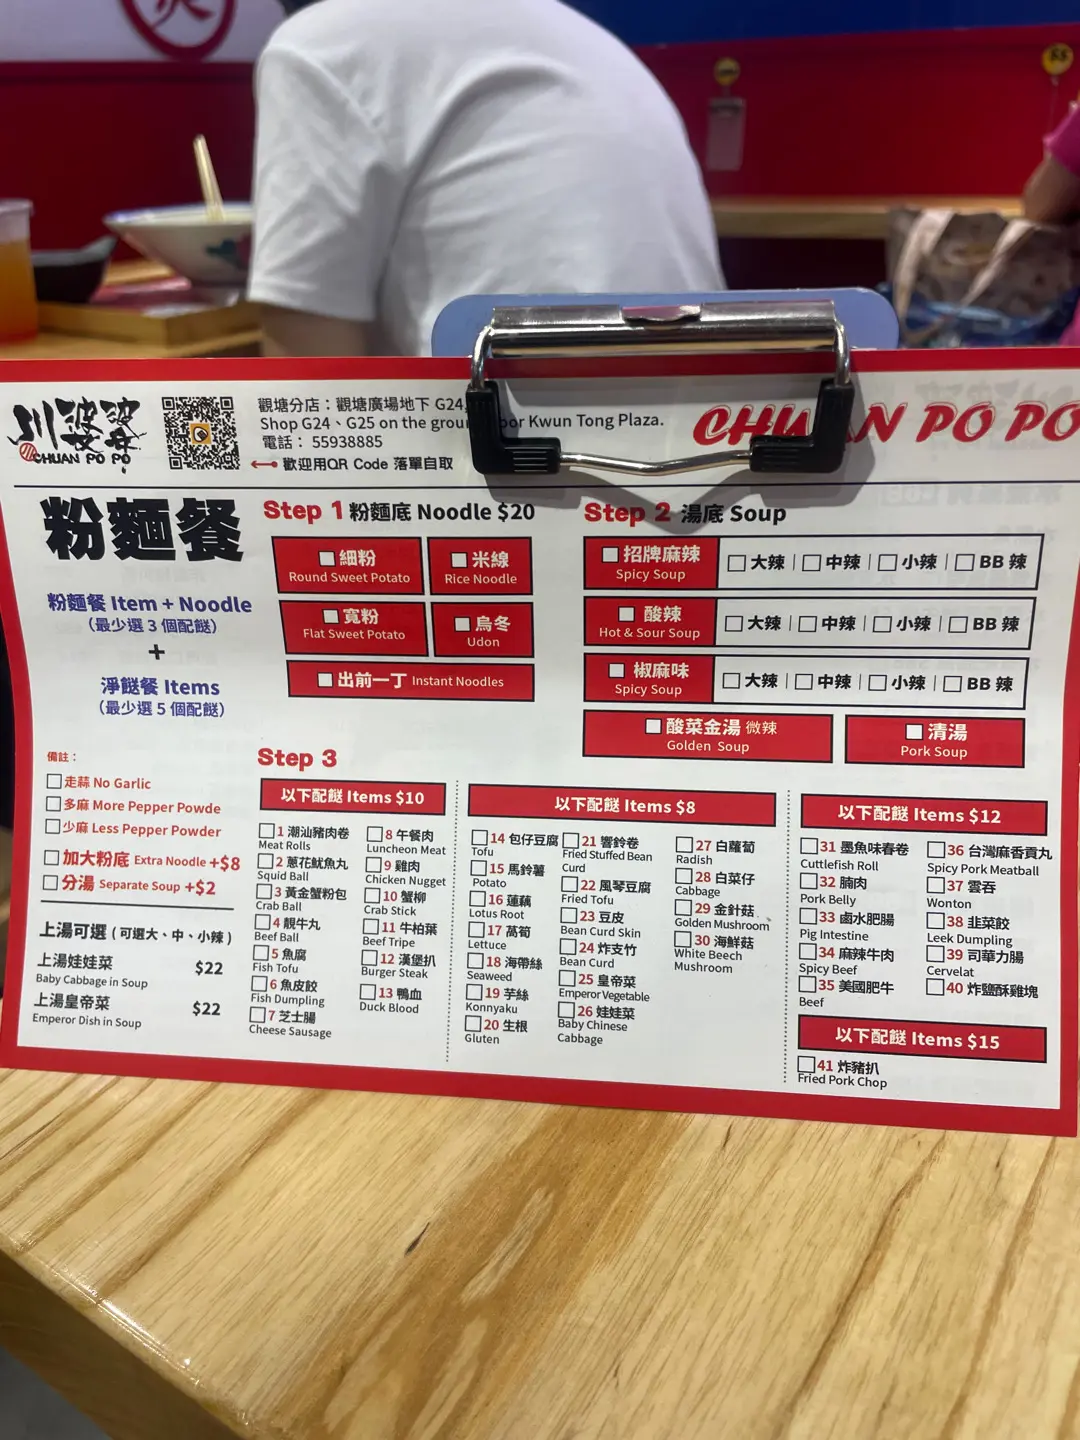 川婆婆
CHUAN PO PO
觀塘分店：觀塘廣場地下 G24
Shop G24、G25 on the Kwun Tong Plaza.
電話： 55938885
歡迎用QR Code 落單自取
CHUAN PO PO
粉麵餐
粉麵餐 Item + Noodle
（最少選 3 個配餸）
+
淨餸餐 Items
（最少選 5 個配餸）
備註：
走蒜 No Garlic
多麻 More Pepper Powde
少麻 Less Pepper Powder
加大粉底 Extra Noodle +$8
分湯 Separate Soup +$2
上湯可選 ( 可選大、中、小辣 )
上湯娃娃菜 $22
Baby Cabbage in Soup
上湯皇帝菜 $22
Emperor Dish in Soup
Step 1 粉麵底 Noodle $20
細粉
Round Sweet Potato
米線
Rice Noodle
寬粉
Flat Sweet Potato
烏冬
Udon
出前一丁 Instant Noodles
Step 2 湯底 Soup
招牌麻辣
Spicy Soup
大辣 | 中辣 | 小辣 | BB 辣
酸辣
Hot & Sour Soup
大辣 | 中辣 | 小辣 | BB 辣
椒麻味
Spicy Soup
大辣 | 中辣 | 小辣 | BB 辣
酸菜金湯 微辣
Golden Soup
清湯
Pork Soup
Step 3
以下配餸 Items $10
1 潮汕豬肉卷
Meat Rolls
2 蔥花魷魚丸
Squid Ball
3 黃金蟹粉包
Crab Ball
4 靚牛丸
Beef Ball
5 魚腐
Fish Tofu
6 魚皮餃
Fish Dumpling
7 芝士腸
Cheese Sausage
8 午餐肉
Luncheon Meat
9 雞肉
Chicken Nugget
10 蟹柳
Crab Stick
11 牛柏葉
Beef Tripe
12 漢堡扒
Burger Steak
13 鴨血
Duck Blood
以下配餸 Items $8
14 包仔豆腐
Tofu
15 馬鈴薯
Potato
16 蓮藕
Lotus Root
17 萵筍
Lettuce
18 海帶絲
Seaweed
19 芋絲
Konnyaku
20 生根
Gluten
21 響鈴卷
Fried Stuffed Bean
Curd
22 風琴豆腐
Fried Tofu
23 豆皮
Bean Curd Skin
24 炸支竹
Bean Curd
25 皇帝菜
Emperor Vegetable
26 娃娃菜
Baby Chinese
Cabbage
27 白蘿蔔
Radish
28 白菜仔
Cabbage
29 金針菇
Golden Mushroom
30 海鮮菇
White Beech
Mushroom
以下配餸 Items $12
31 墨魚味春卷
Cuttlefish Roll
32 腩肉
Pork Belly
33 鹵水肥腸
Pig Intestine
34 麻辣牛肉
Spicy Beef
35 美國肥牛
Beef
36 台灣麻香貢丸
Spicy Pork Meatball
37 雲吞
Wonton
38 韭菜餃
Leek Dumpling
39 司華力腸
Cervelat
40 炸鹽酥雞塊
以下配餸 Items $15
41 炸豬扒
Fried Pork Chop